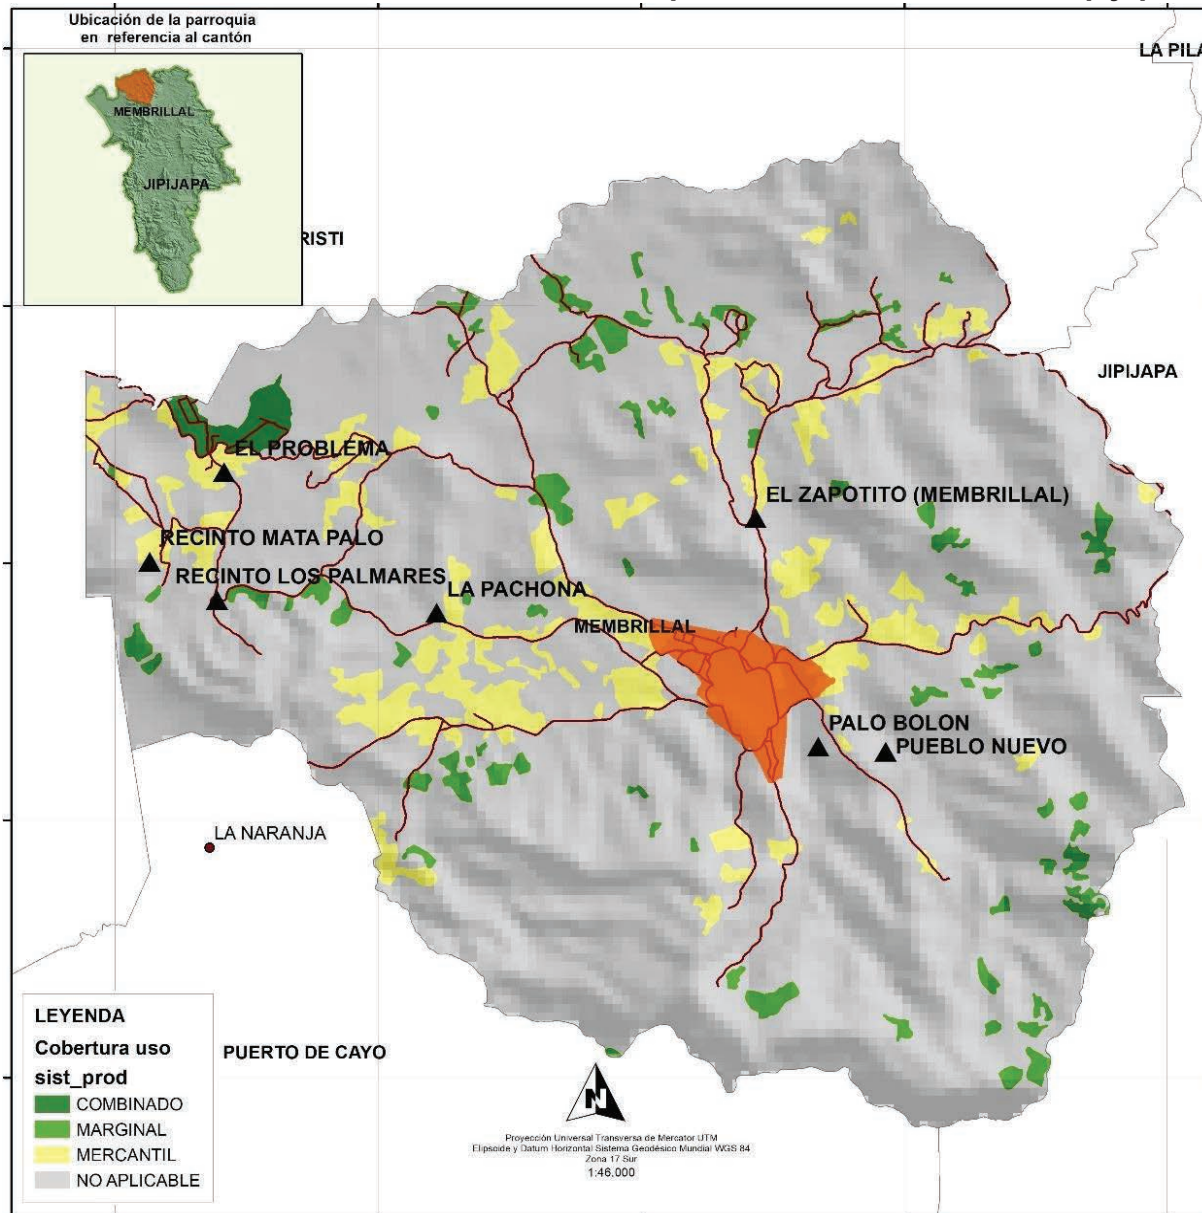 Ubicación de la parroquia
en referencia al cantón
MEMBRILLAL
JIPIJAPA
RISTI
LA PILA
JIPIJAPA
EL PROBLEMA
EL ZAPOTITO (MEMBRILLAL)
RECINTO MATA PALO
RECINTO LOS PALMARES
LA PACHONA
MEMBRILLAL
PALO BOLON
PUEBLO NUEVO
LA NARANJA
LEYENDA
Cobertura uso
sist_prod
COMBINADO
MARGINAL
MERCANTIL
NO APLICABLE
PUERTO DE CAYO
N
Proyección Universal Transversa de Mercator UTM
Elipsoide y Datum Horizontal Sistema Geodésico Mundial WGS 84
Zona 17 Sur
1:46.000